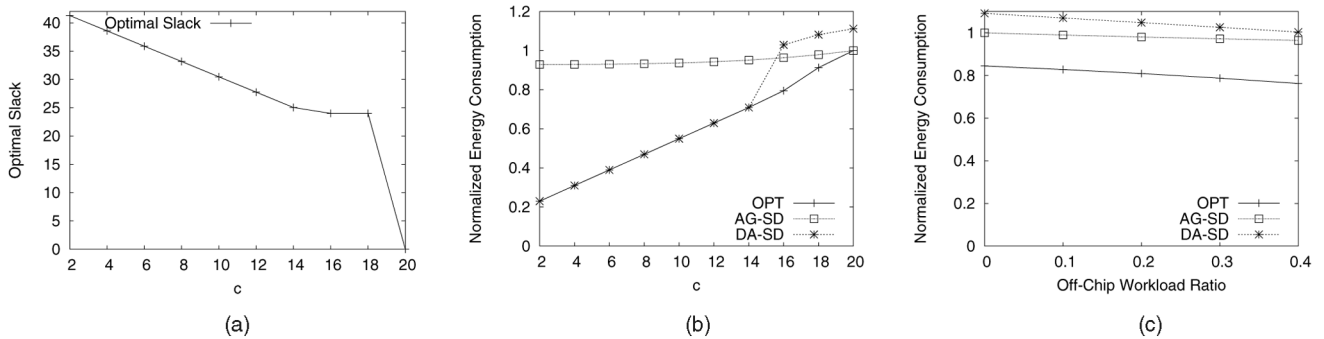 Optimal Slack
40
35
30
25
20
15
10
5
0
2 4 6 8 10 12 14 16 18 20
c
Optimal Slack
(a)
Normalized Energy Consumption
1.2
1
0.8
0.6
0.4
0.2
0
2 4 6 8 10 12 14 16 18 20
c
OPT
AG-SD
DA-SD
(b)
Normalized Energy Consumption
1
0.8
0.6
0.4
0.2
0
0 0.1 0.2 0.3 0.4
Off-Chip Workload Ratio
OPT
AG-SD
DA-SD
(c)